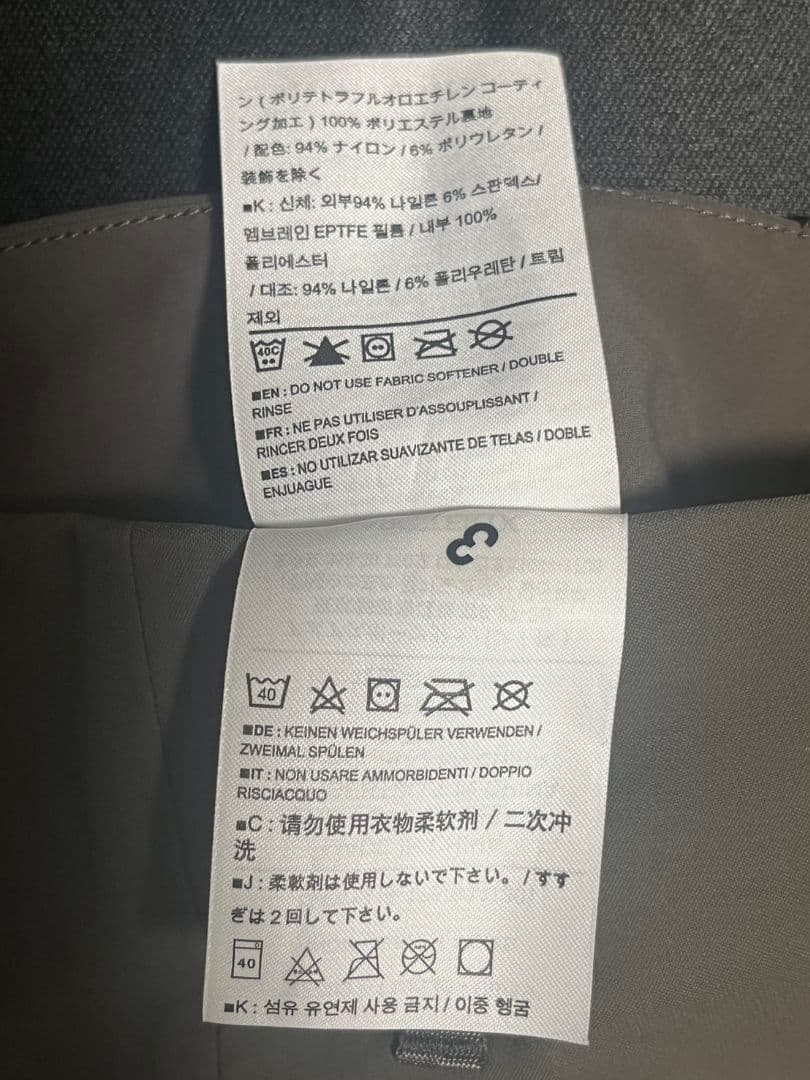 ン ( ポリテトラフルオロエチレン コーティ
ング加工 ) 100% ポリエステル裏地
/ 配色: 94% ナイロン / 6% ポリウレタン /
装飾を除く
■K : 신체: 외부94% 나일론 6% 스판덱스/
멤브레인 EPTFE 필름 / 내부 100%
폴리에스터
/ 대조: 94% 나일론 / 6% 폴리우레탄 / 트림
제외
40C
■EN : DO NOT USE FABRIC SOFTENER / DOUBLE
RINSE
■FR : NE PAS UTILISER D'ASSOUPLISSANT /
RINCER DEUX FOIS
■ES : NO UTILIZAR SUAVIZANTE DE TELAS / DOBLE
ENJUAGUE
3
40
■DE : KEINEN WEICHSPÜLER VERWENDEN /
ZWEIMAL SPÜLEN
■IT : NON USARE AMMORBIDENTI / DOPPIO
RISCIACQUO
■C : 请勿使用衣物柔软剂 / 二次冲
洗
■J : 柔軟剤は使用しないで下さい。 / すす
ぎは2回して下さい。
40
■K : 섬유 유연제 사용 금지 / 이중 헹굼